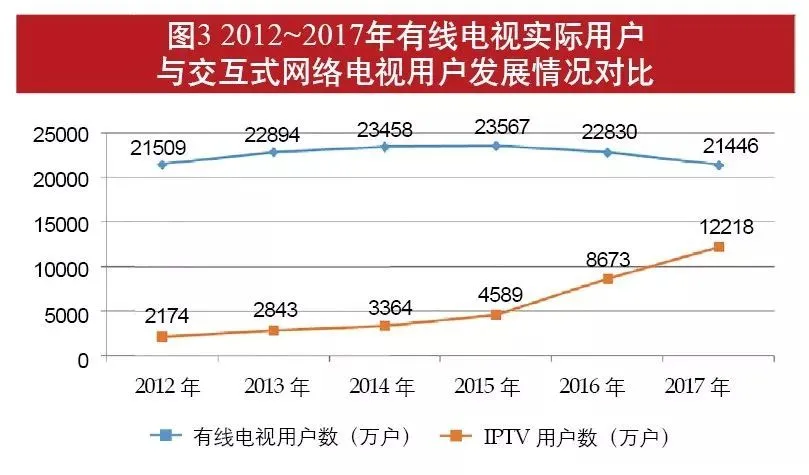 图3 2012~2017年有线电视实际用户
与交互式网络电视用户发展情况对比
25000
20000
15000
10000
5000
0
21509
22894
23458
23567
22830
21446
2174
2843
3364
4589
8673
12218
2012 年
2013 年
2014 年
2015 年
2016 年
2017 年
有线电视用户数（万户）
IPTV 用户数（万户）